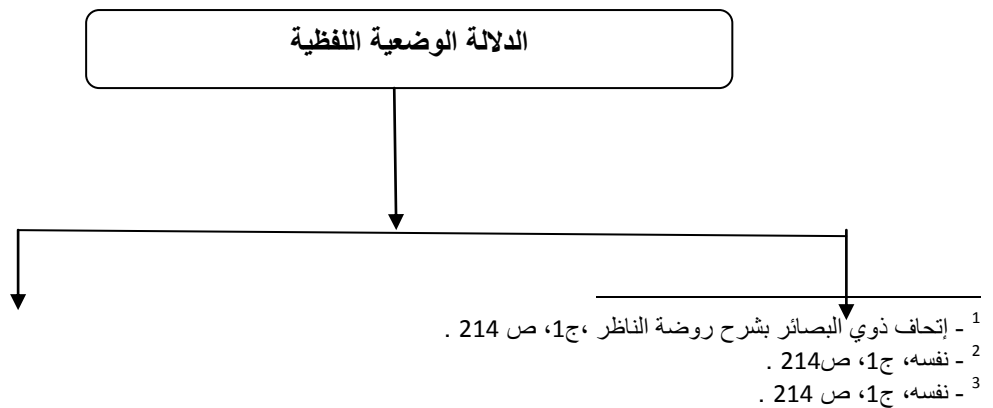 الدلالة الوضعية اللفظية
1 - إتحاف ذوي البصائر بشرح روضة الناظر ،ج1، ص 214 .
2 - نفسه، ج1، ص214 .
3 - نفسه، ج1، ص 214 .